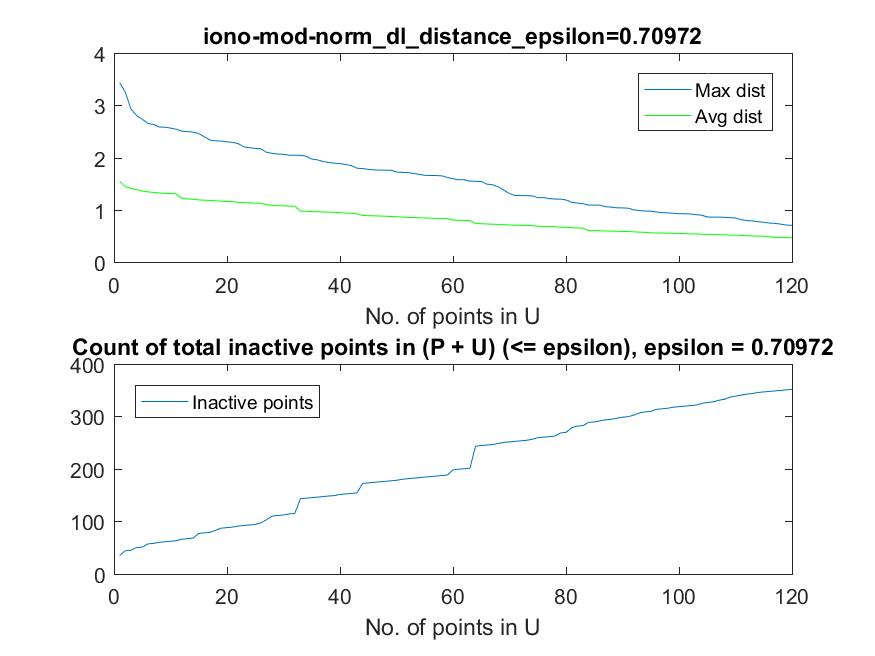 iono-mod-norm_dl_distance_epsilon=0.70972
4
3
2
1
0
Max dist
Avg dist
0 20 40 60 80 100 120
No. of points in U
Count of total inactive points in (P + U) (<= epsilon), epsilon = 0.70972
400
300
200
100
0
Inactive points
0 20 40 60 80 100 120
No. of points in U